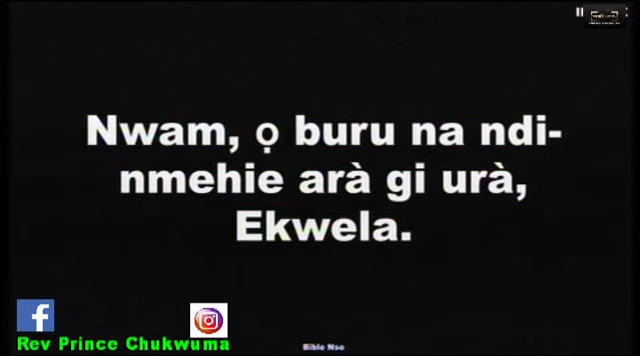 Nwam, ọ buru na ndi-
nmehie arà gi urà,
Ekwela.
Rev Prince Chukwuma
Bible Nso